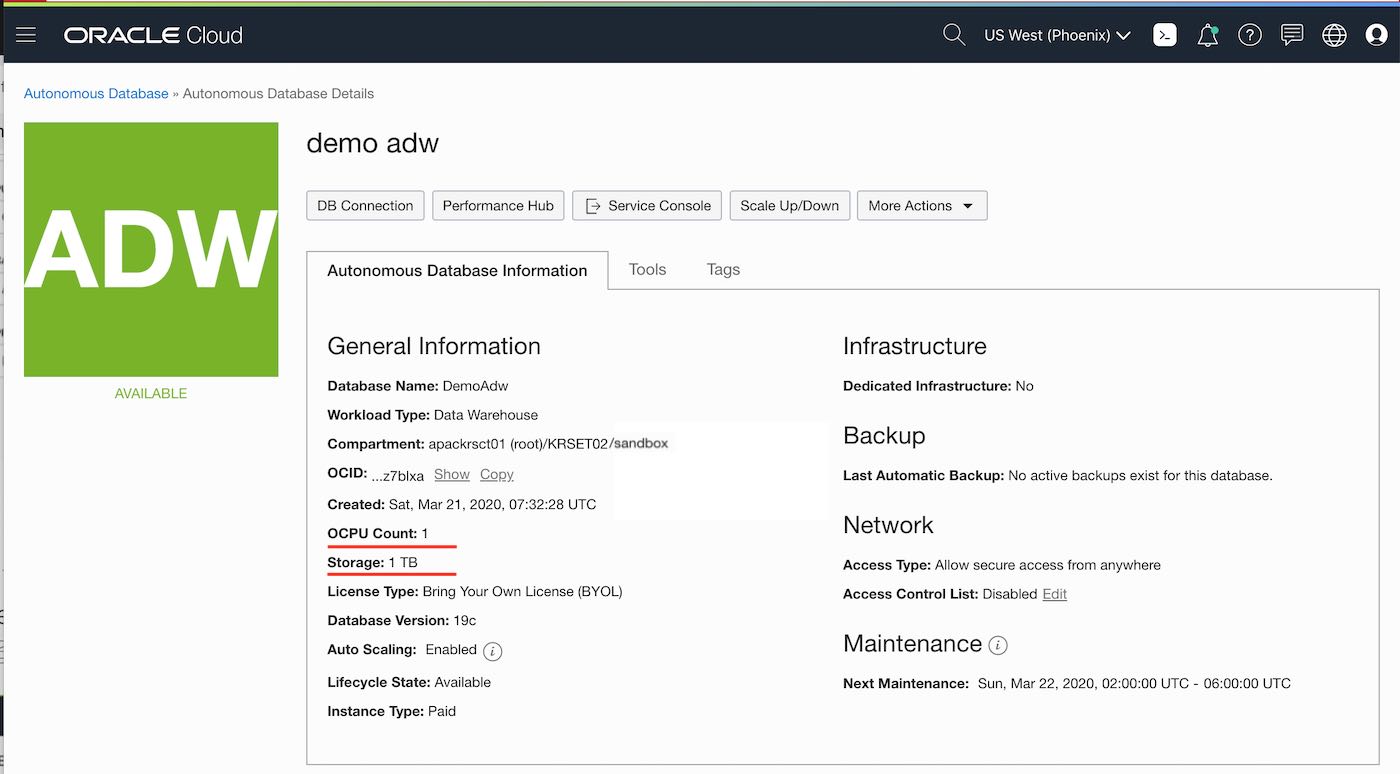 ORACLE Cloud
US West (Phoenix)
Autonomous Database » Autonomous Database Details
ADW
AVAILABLE
demo adw
DB Connection Performance Hub Service Console Scale Up/Down More Actions
Autonomous Database Information Tools Tags
General Information
Database Name: DemoAdw
Workload Type: Data Warehouse
Compartment: apackrsct01 (root)/KRSET02/sandbox
OCID: ...z7blxa Show Copy
Created: Sat, Mar 21, 2020, 07:32:28 UTC
OCPU Count: 1
Storage: 1 TB
License Type: Bring Your Own License (BYOL)
Database Version: 19c
Auto Scaling: Enabled i
Lifecycle State: Available
Instance Type: Paid
Infrastructure
Dedicated Infrastructure: No
Backup
Last Automatic Backup: No active backups exist for this database.
Network
Access Type: Allow secure access from anywhere
Access Control List: Disabled Edit
Maintenance i
Next Maintenance: Sun, Mar 22, 2020, 02:00:00 UTC - 06:00:00 UTC